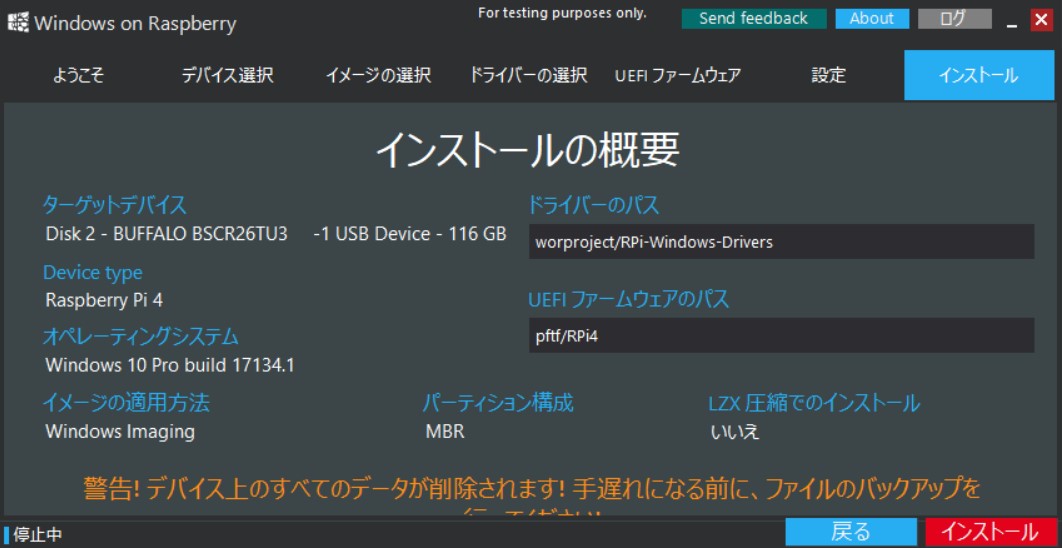 Windows on Raspberry
For testing purposes only.
Send feedback
About
ログ
ようこそ
デバイス選択
イメージの選択
ドライバーの選択
UEFI ファームウェア
設定
インストール
インストールの概要
ターゲットデバイス
Disk 2 - BUFFALO BSCR26TU3 -1 USB Device - 116 GB
Device type
Raspberry Pi 4
オペレーティングシステム
Windows 10 Pro build 17134.1
ドライバーのパス
worproject/RPi-Windows-Drivers
UEFI ファームウェアのパス
pftf/RPi4
イメージの適用方法
Windows Imaging
パーティション構成
MBR
LZX 圧縮でのインストール
いいえ
警告! デバイス上のすべてのデータが削除されます! 手遅れになる前に、ファイルのバックアップを
停止中
戻る
インストール